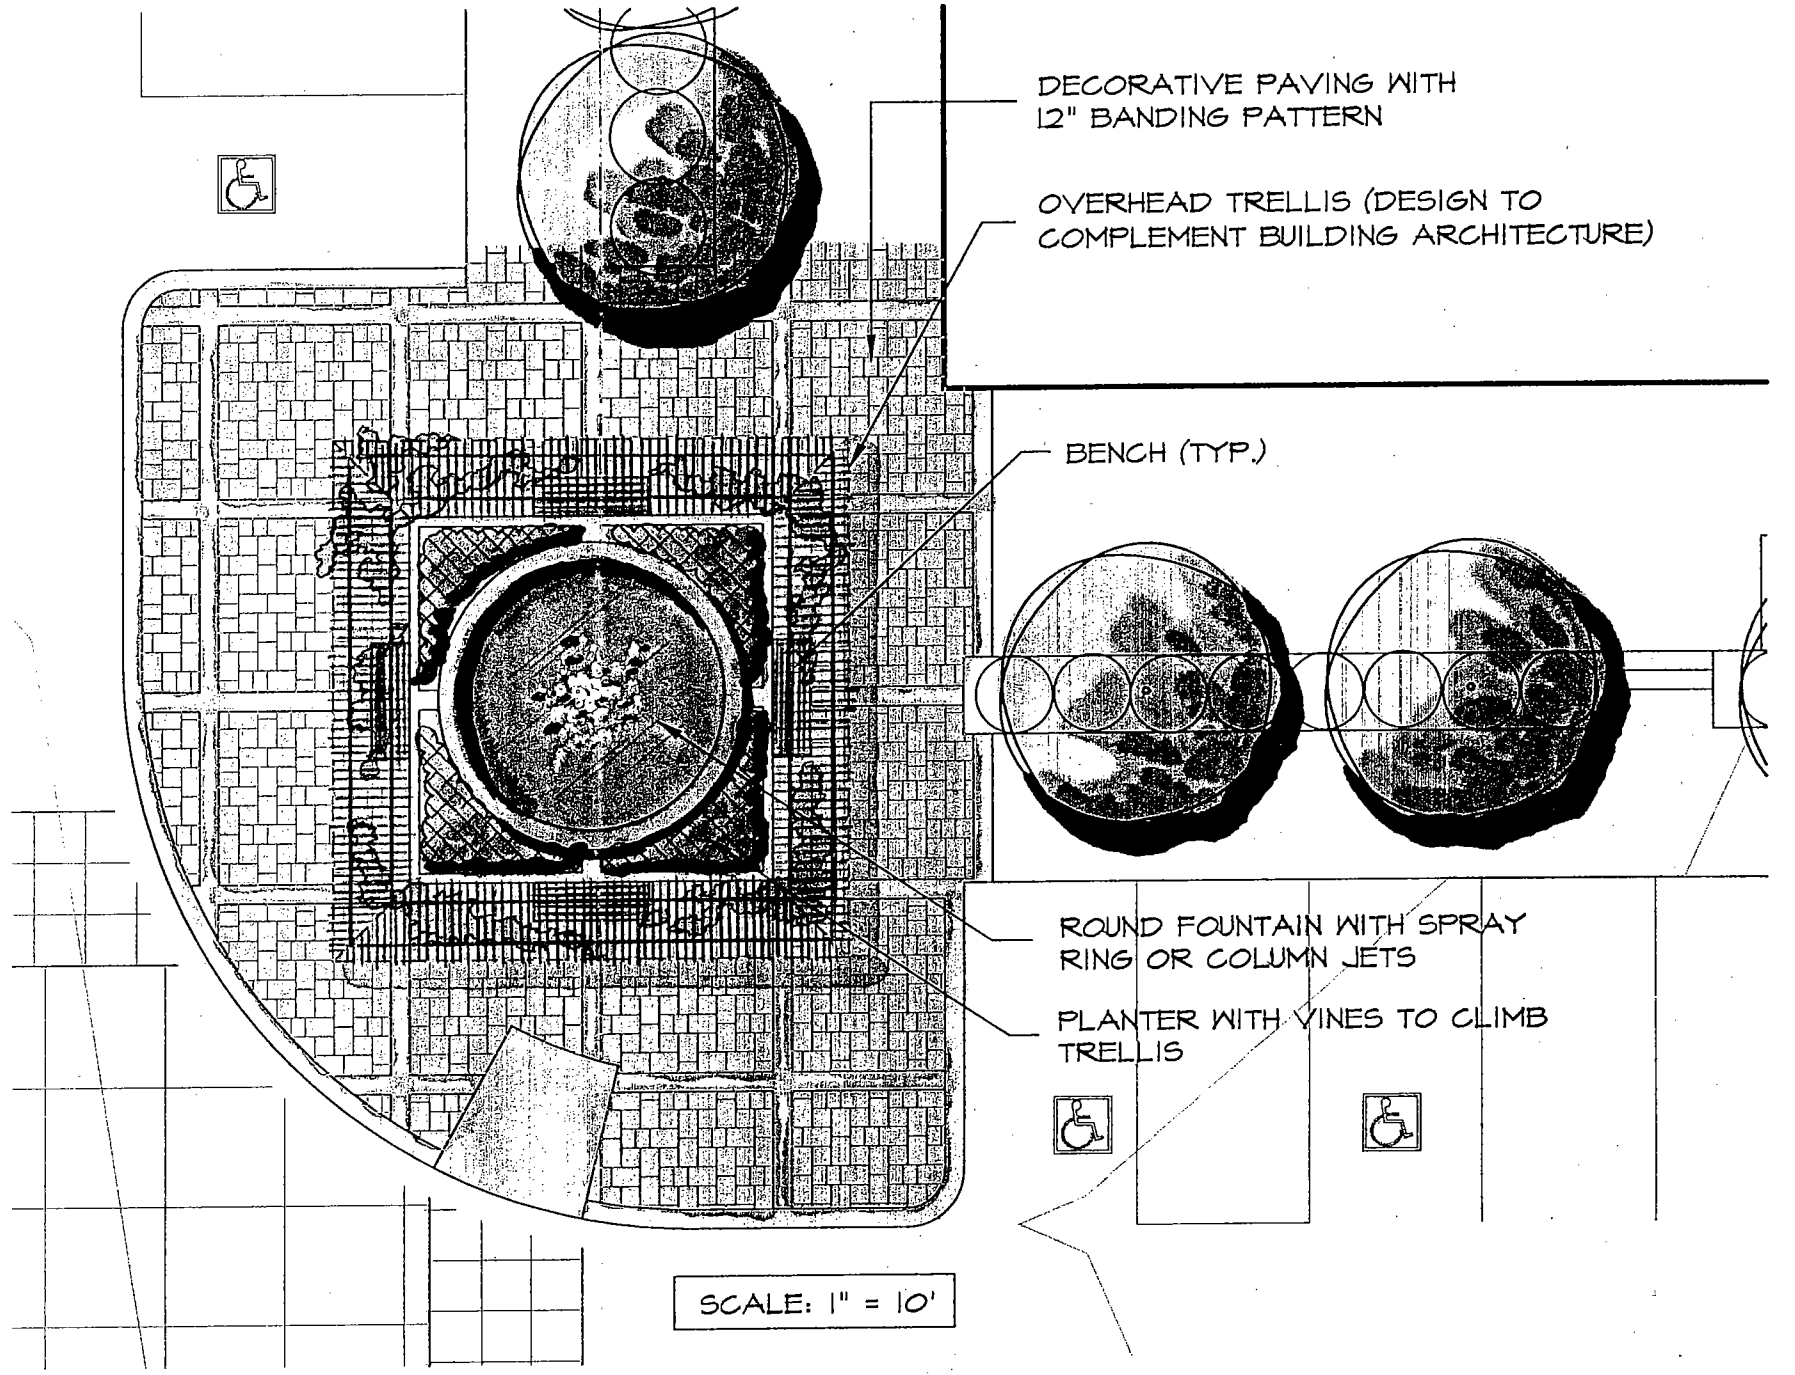 DECORATIVE PAVING WITH
12" BANDING PATTERN
OVERHEAD TRELLIS (DESIGN TO
COMPLEMENT BUILDING ARCHITECTURE)
BENCH (TYP.)
ROUND FOUNTAIN WITH SPRAY
RING OR COLUMN JETS
PLANTER WITH VINES TO CLIMB
TRELLIS
SCALE: 1" = 10'